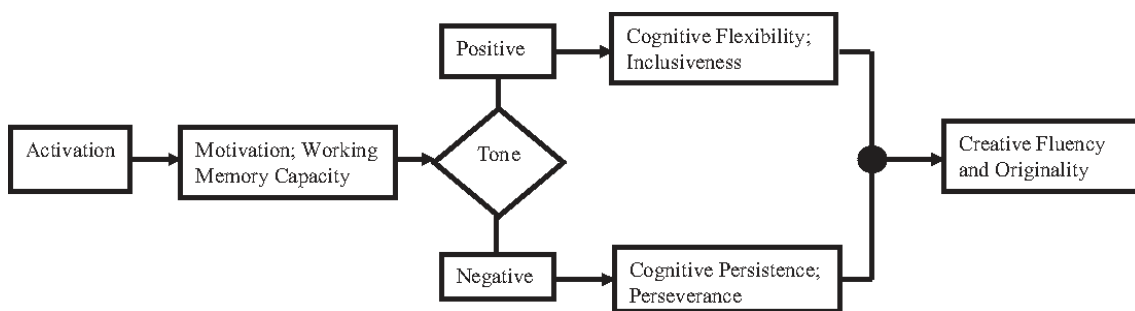 Positive
Cognitive Flexibility;
Inclusiveness
Activation
Motivation; Working
Memory Capacity
Tone
Creative Fluency
and Originality
Negative
Cognitive Persistence;
Perseverance